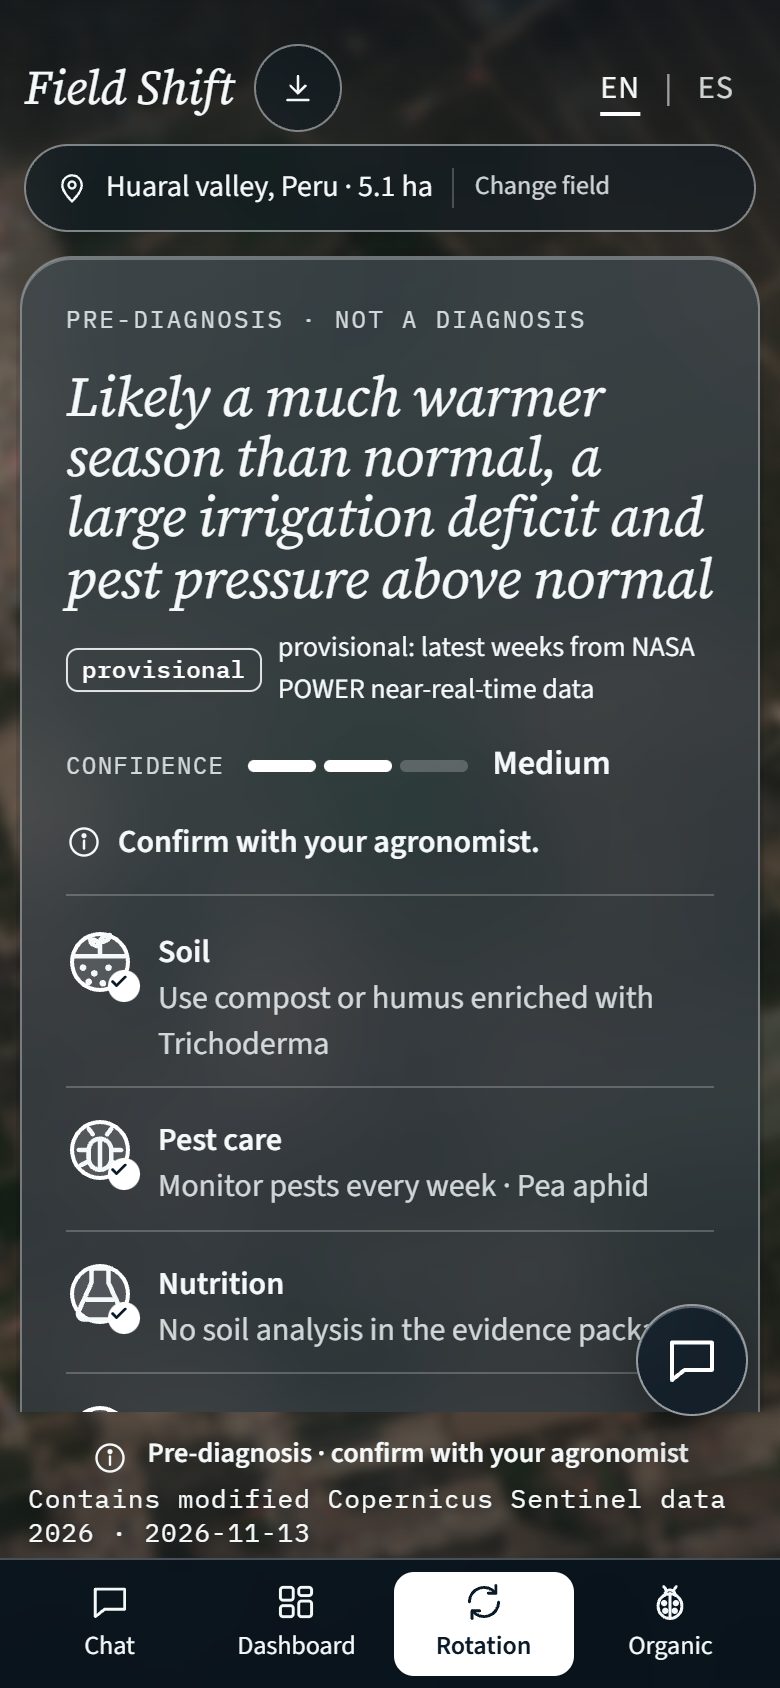 Field Shift
EN | ES
Huaral valley, Peru · 5.1 ha
Change field
PRE-DIAGNOSIS · NOT A DIAGNOSIS
Likely a much warmer
season than normal, a
large irrigation deficit and
pest pressure above normal
provisional
provisional: latest weeks from NASA
POWER near-real-time data
CONFIDENCE
Medium
Confirm with your agronomist.
Soil
Use compost or humus enriched with
Trichoderma
Pest care
Monitor pests every week · Pea aphid
Nutrition
No soil analysis in the evidence
Pre-diagnosis · confirm with your agronomist
Contains modified Copernicus Sentinel data
2026 · 2026-11-13
Chat
Dashboard
Rotation
Organic